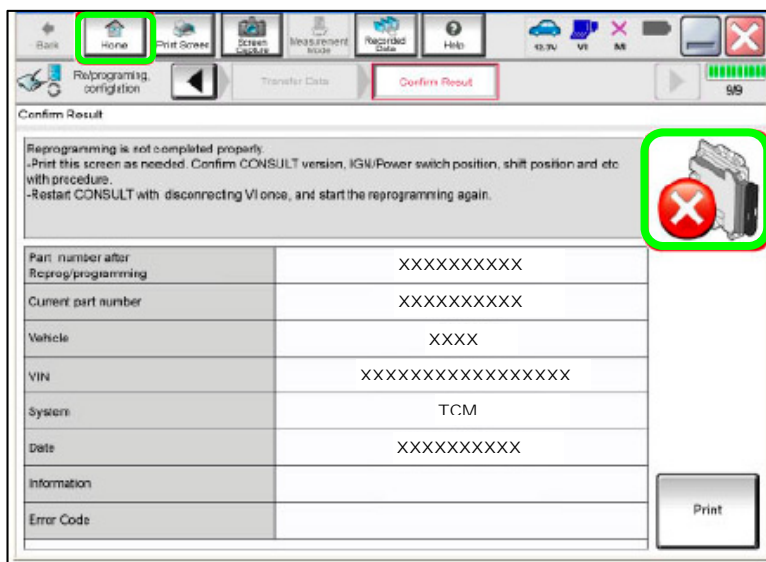 Back
Home
Print Screen
Screen Capture
Measurement Mode
Recorded Data
Help
12.3V
VI
MI
Re/programing, configlation
Transfer Data
Confirm Result
9/9
Confirm Result
Reprogramming is not completed properly.
-Print this screen as needed. Confirm CONSULT version, IGN/Power switch position, shift position and etc
with procedure.
-Restart CONSULT with disconnecting VI once, and start the reprogramming again.
Part number after
Reprog/programming
XXXXXXXXXX
Current part number
XXXXXXXXXX
Vehicle
XXXX
VIN
XXXXXXXXXXXXXXXXX
System
TCM
Date
XXXXXXXXXX
Information
Error Code
Print